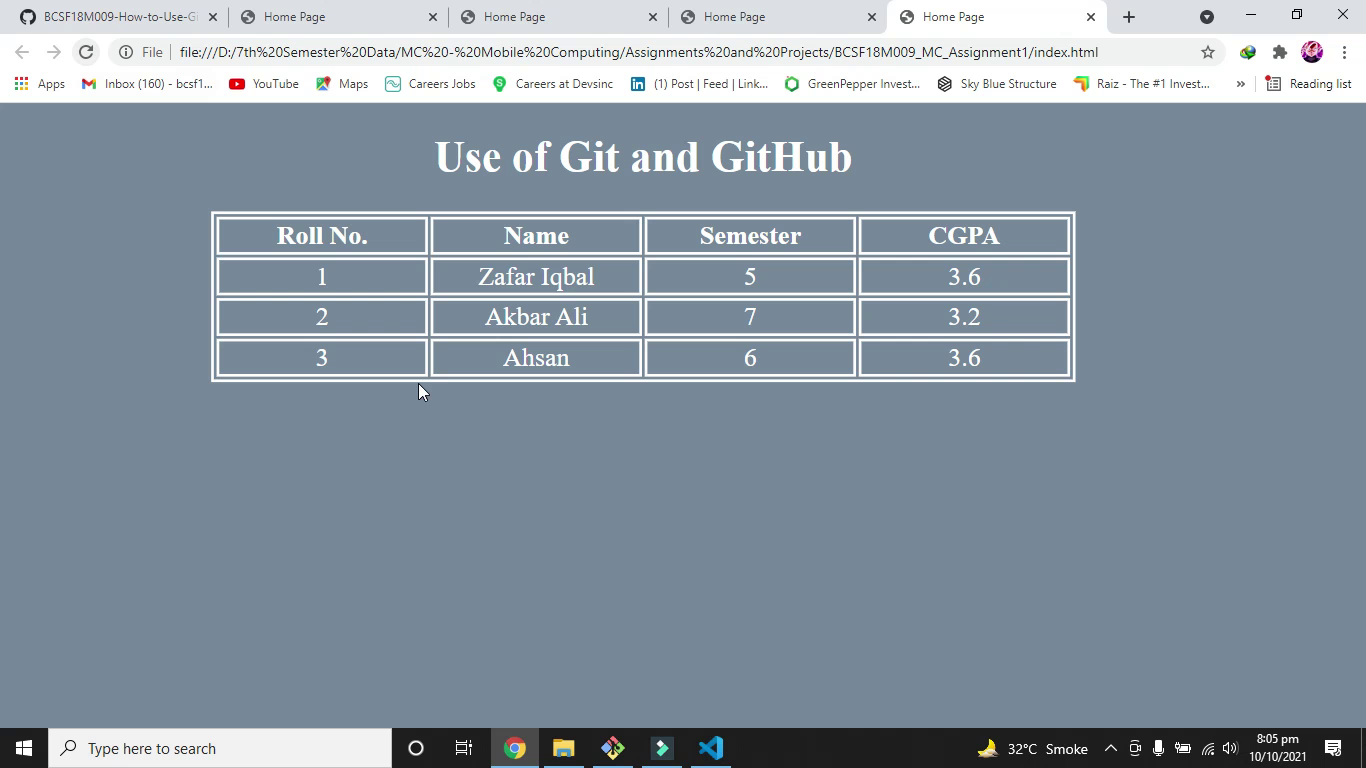 BCSF18M009-How-to-Use-Gi
Home Page
Home Page
Home Page
Home Page
File
file:///D:/7th%20Semester%20Data/MC%20-%20Mobile%20Computing/Assignments%20and%20Projects/BCSF18M009_MC_Assignment1/index.html
Apps
Inbox (160) - bcsf1...
YouTube
Maps
Careers Jobs
Careers at Devsinc
(1) Post | Feed | Link...
GreenPepper Invest...
Sky Blue Structure
Raiz - The #1 Invest...
»
Reading list
Use of Git and GitHub
Roll No. Name Semester CGPA
1 Zafar Iqbal 5 3.6
2 Akbar Ali 7 3.2
3 Ahsan 6 3.6
Type here to search
32°C Smoke
8:05 pm
10/10/2021